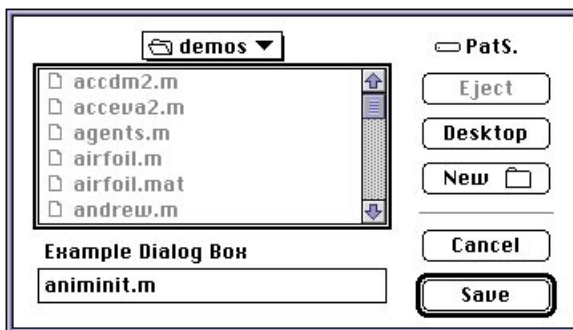 demos
PatS.
accdm2.m
acceva2.m
agents.m
airfoil.m
airfoil.mat
andrew.m
Eject
Desktop
New
Example Dialog Box
animinit.m
Cancel
Save